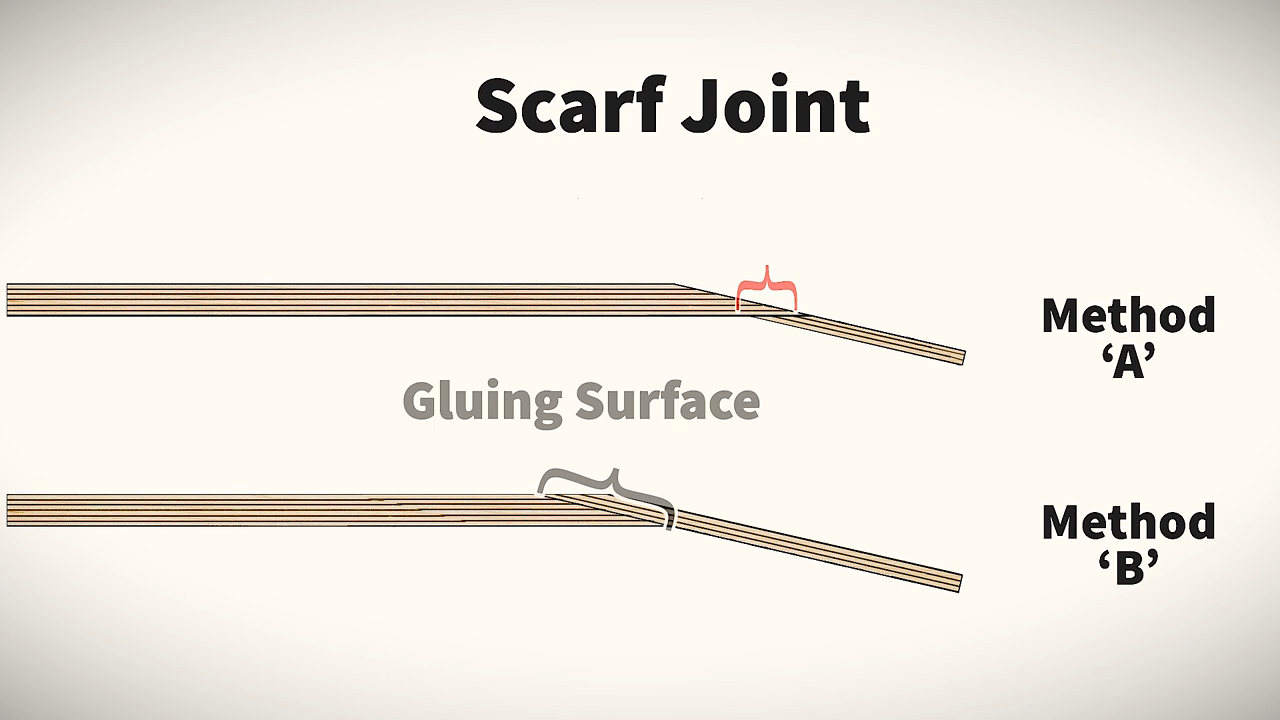 Scarf Joint
Method
‘A’
Gluing Surface
Method
‘B’